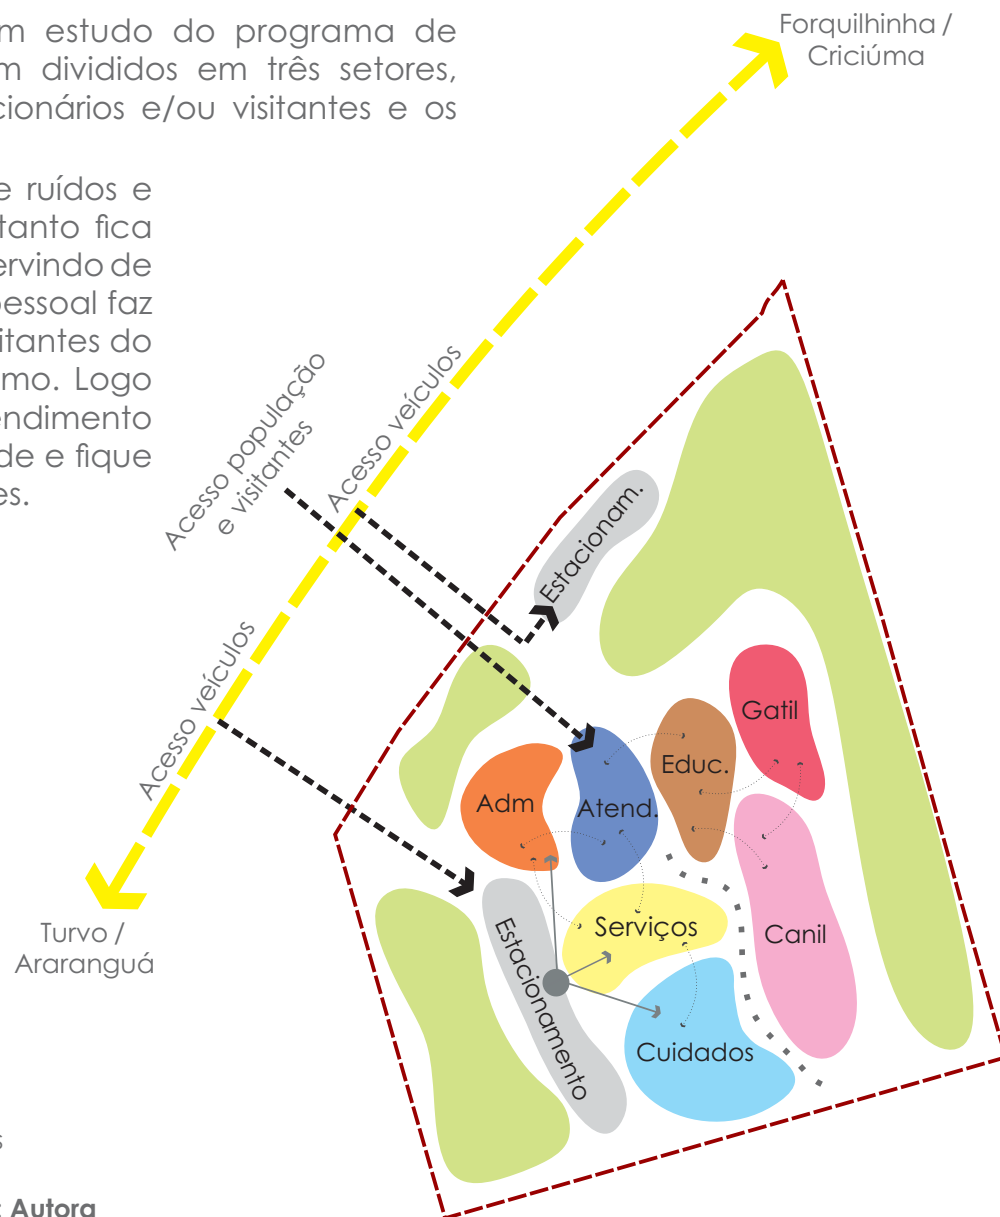 m estudo do programa de
m divididos em três setores,
cionários e/ou visitantes e os
e ruídos e
tanto fica
ervindo de
pessoal faz
itantes do
mo. Logo
endimento
de e fique
es.
Forquilhinha /
Criciúma
Acesso população
e visitantes
Acesso veículos
Estacionam.
Acesso veículos
Gatil
Educ.
Adm
Atend.
Serviços
Canil
Estacionamento
Cuidados
Turvo /
Araranguá
s
: Autora